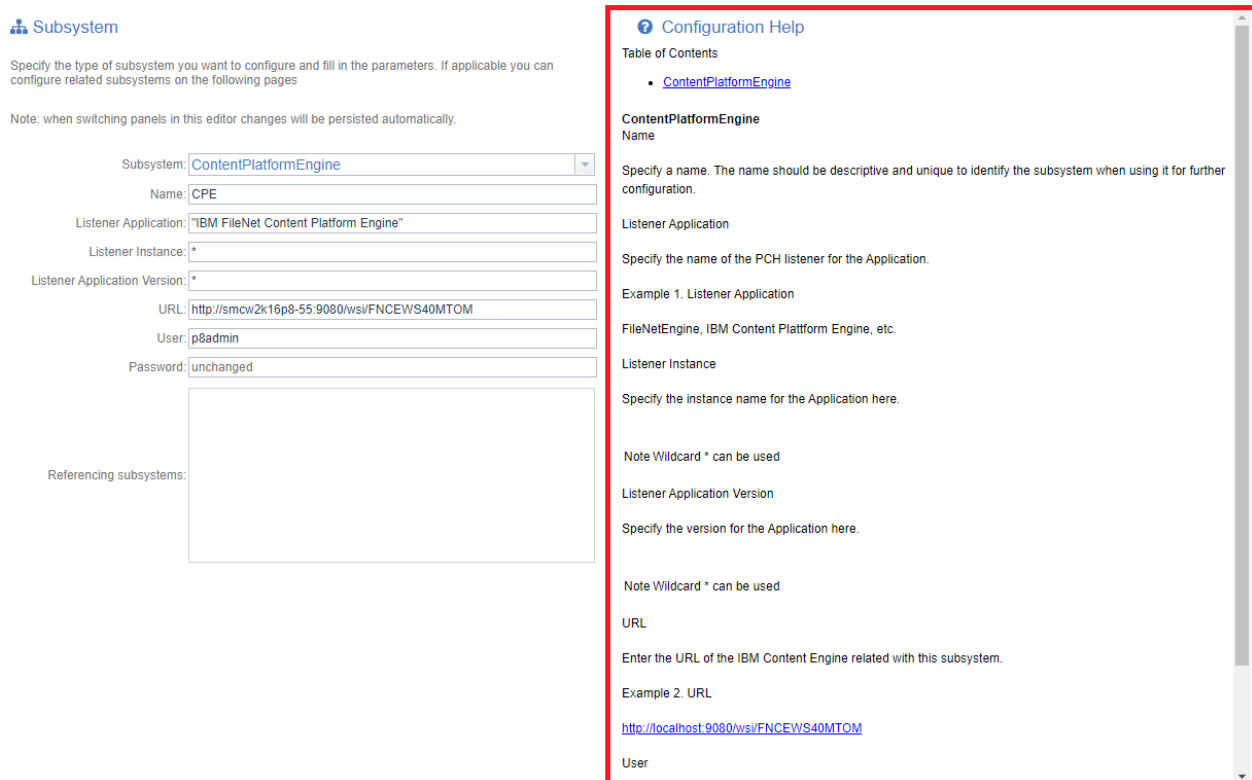 Subsystem
Specify the type of subsystem you want to configure and fill in the parameters. If applicable you can
configure related subsystems on the following pages
Note: when switching panels in this editor changes will be persisted automatically.
Subsystem: ContentPlatformEngine
Name: CPE
Listener Application: "IBM FileNet Content Platform Engine"
Listener Instance: *
Listener Application Version: *
URL: http://smcw2k16p8-55:9080/wsi/FNCEWS40MTOM
User: p8admin
Password: unchanged
Referencing subsystems:
Configuration Help
Table of Contents
• ContentPlatformEngine
ContentPlatformEngine
Name
Specify a name. The name should be descriptive and unique to identify the subsystem when using it for further
configuration.
Listener Application
Specify the name of the PCH listener for the Application.
Example 1. Listener Application
FileNetEngine, IBM Content Plattform Engine, etc.
Listener Instance
Specify the instance name for the Application here.
Note Wildcard * can be used
Listener Application Version
Specify the version for the Application here.
Note Wildcard * can be used
URL
Enter the URL of the IBM Content Engine related with this subsystem.
Example 2. URL
http://localhost:9080/wsi/FNCEWS40MTOM
User